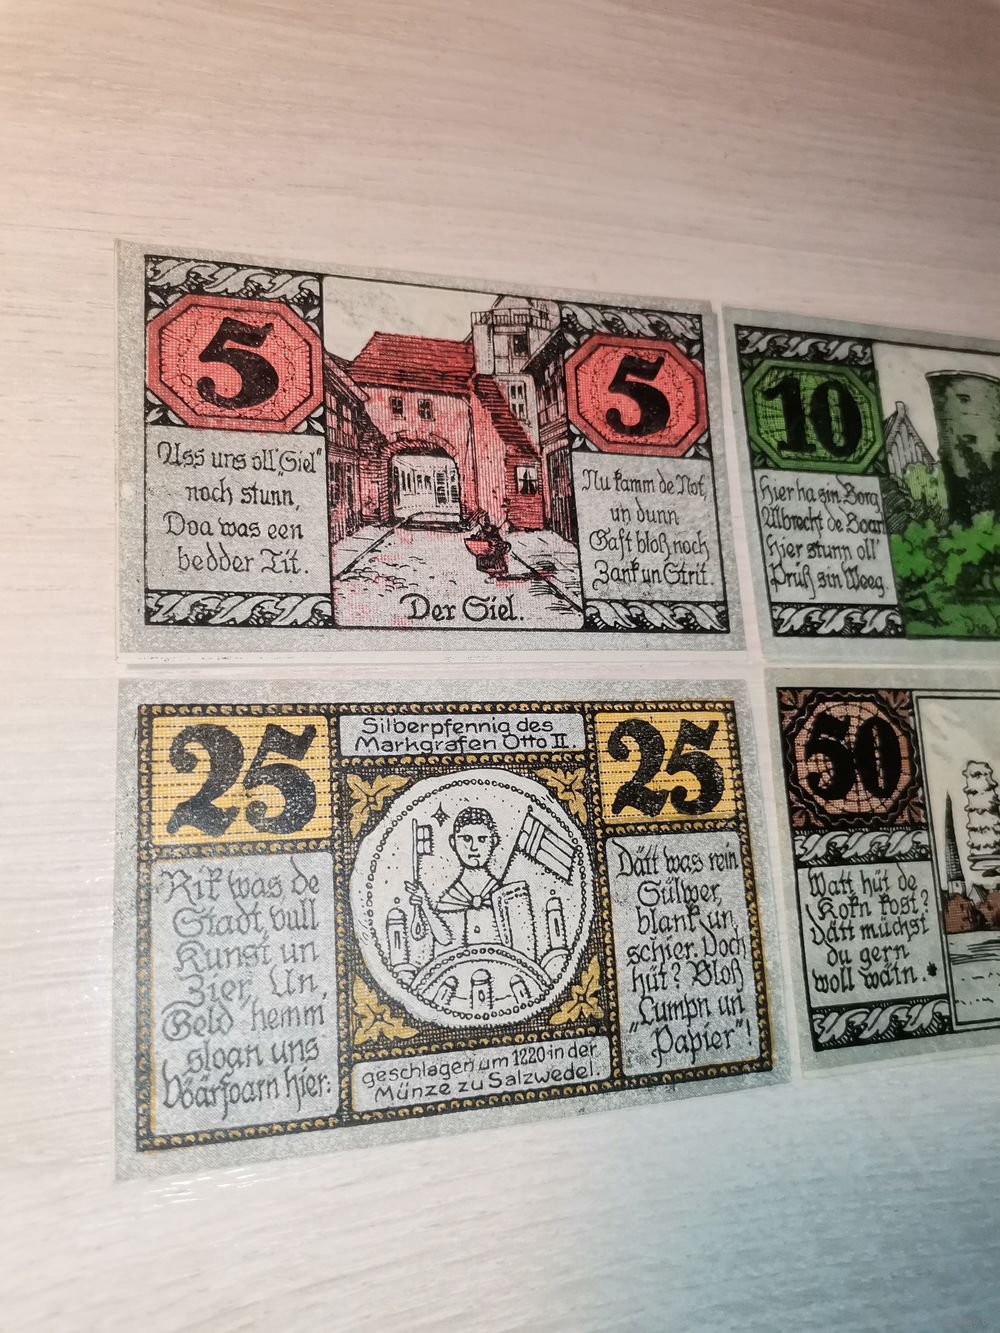 5
5
Uss uns oll „Siel"
noch stunn,
Doa was een
bedder Tit.
Nu kamm de Not,
un dunn
Gaft bloß noch
Zank un Strit.
Der Siel.
10
Hier ha sin Borg
Albrecht de Boar
Hier stunn oll'
Prüß sin Weeg.
25
25
Silberpfennig des
Markgrafen Otto II.
Rik was de
Stadt, vull
Kunst un
Zier, Un
Geld hemm
sloan uns
Väärfoarn hier:
Dätt was rein
Sülwer,
blank un
schier. Doch
hüt? Bloß
„Lumpn un
Papier"!
geschlagen um 1220 in der
Münze zu Salzwedel.
50
Watt hüt de
Korn kost?
Dätt müchst
du gern
woll wätn.